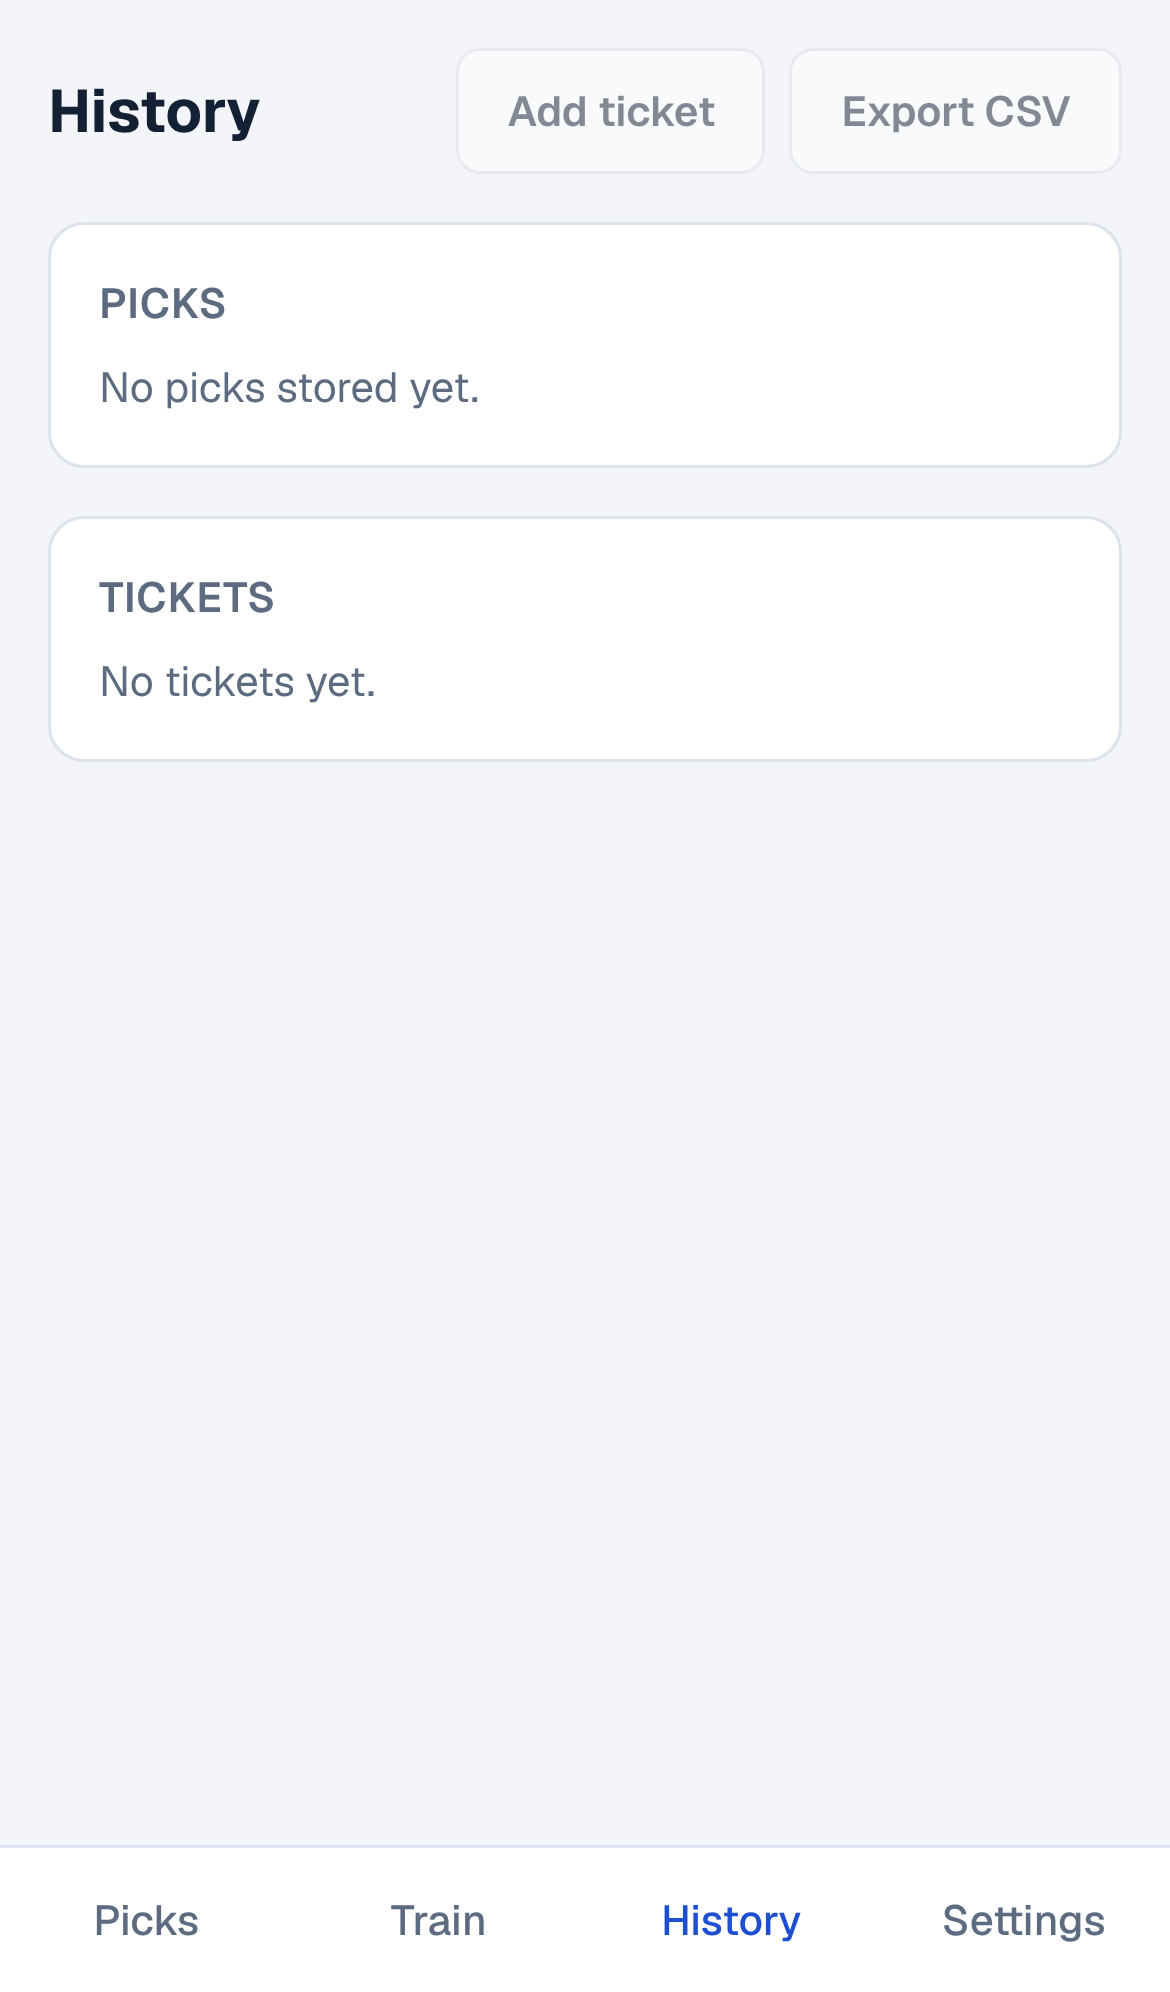 History
Add ticket
Export CSV
PICKS
No picks stored yet.
TICKETS
No tickets yet.
Picks
Train
History
Settings